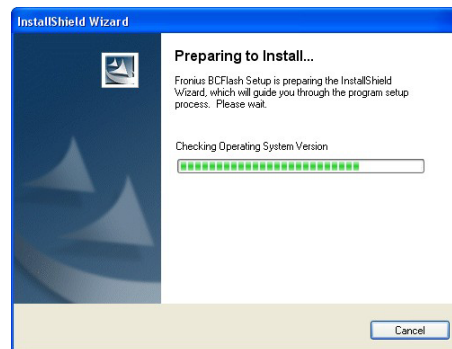 InstallShield Wizard
Preparing to Install...
Fronius BCFlash Setup is preparing the InstallShield
Wizard, which will guide you through the program setup
process. Please wait.
Checking Operating System Version
Cancel